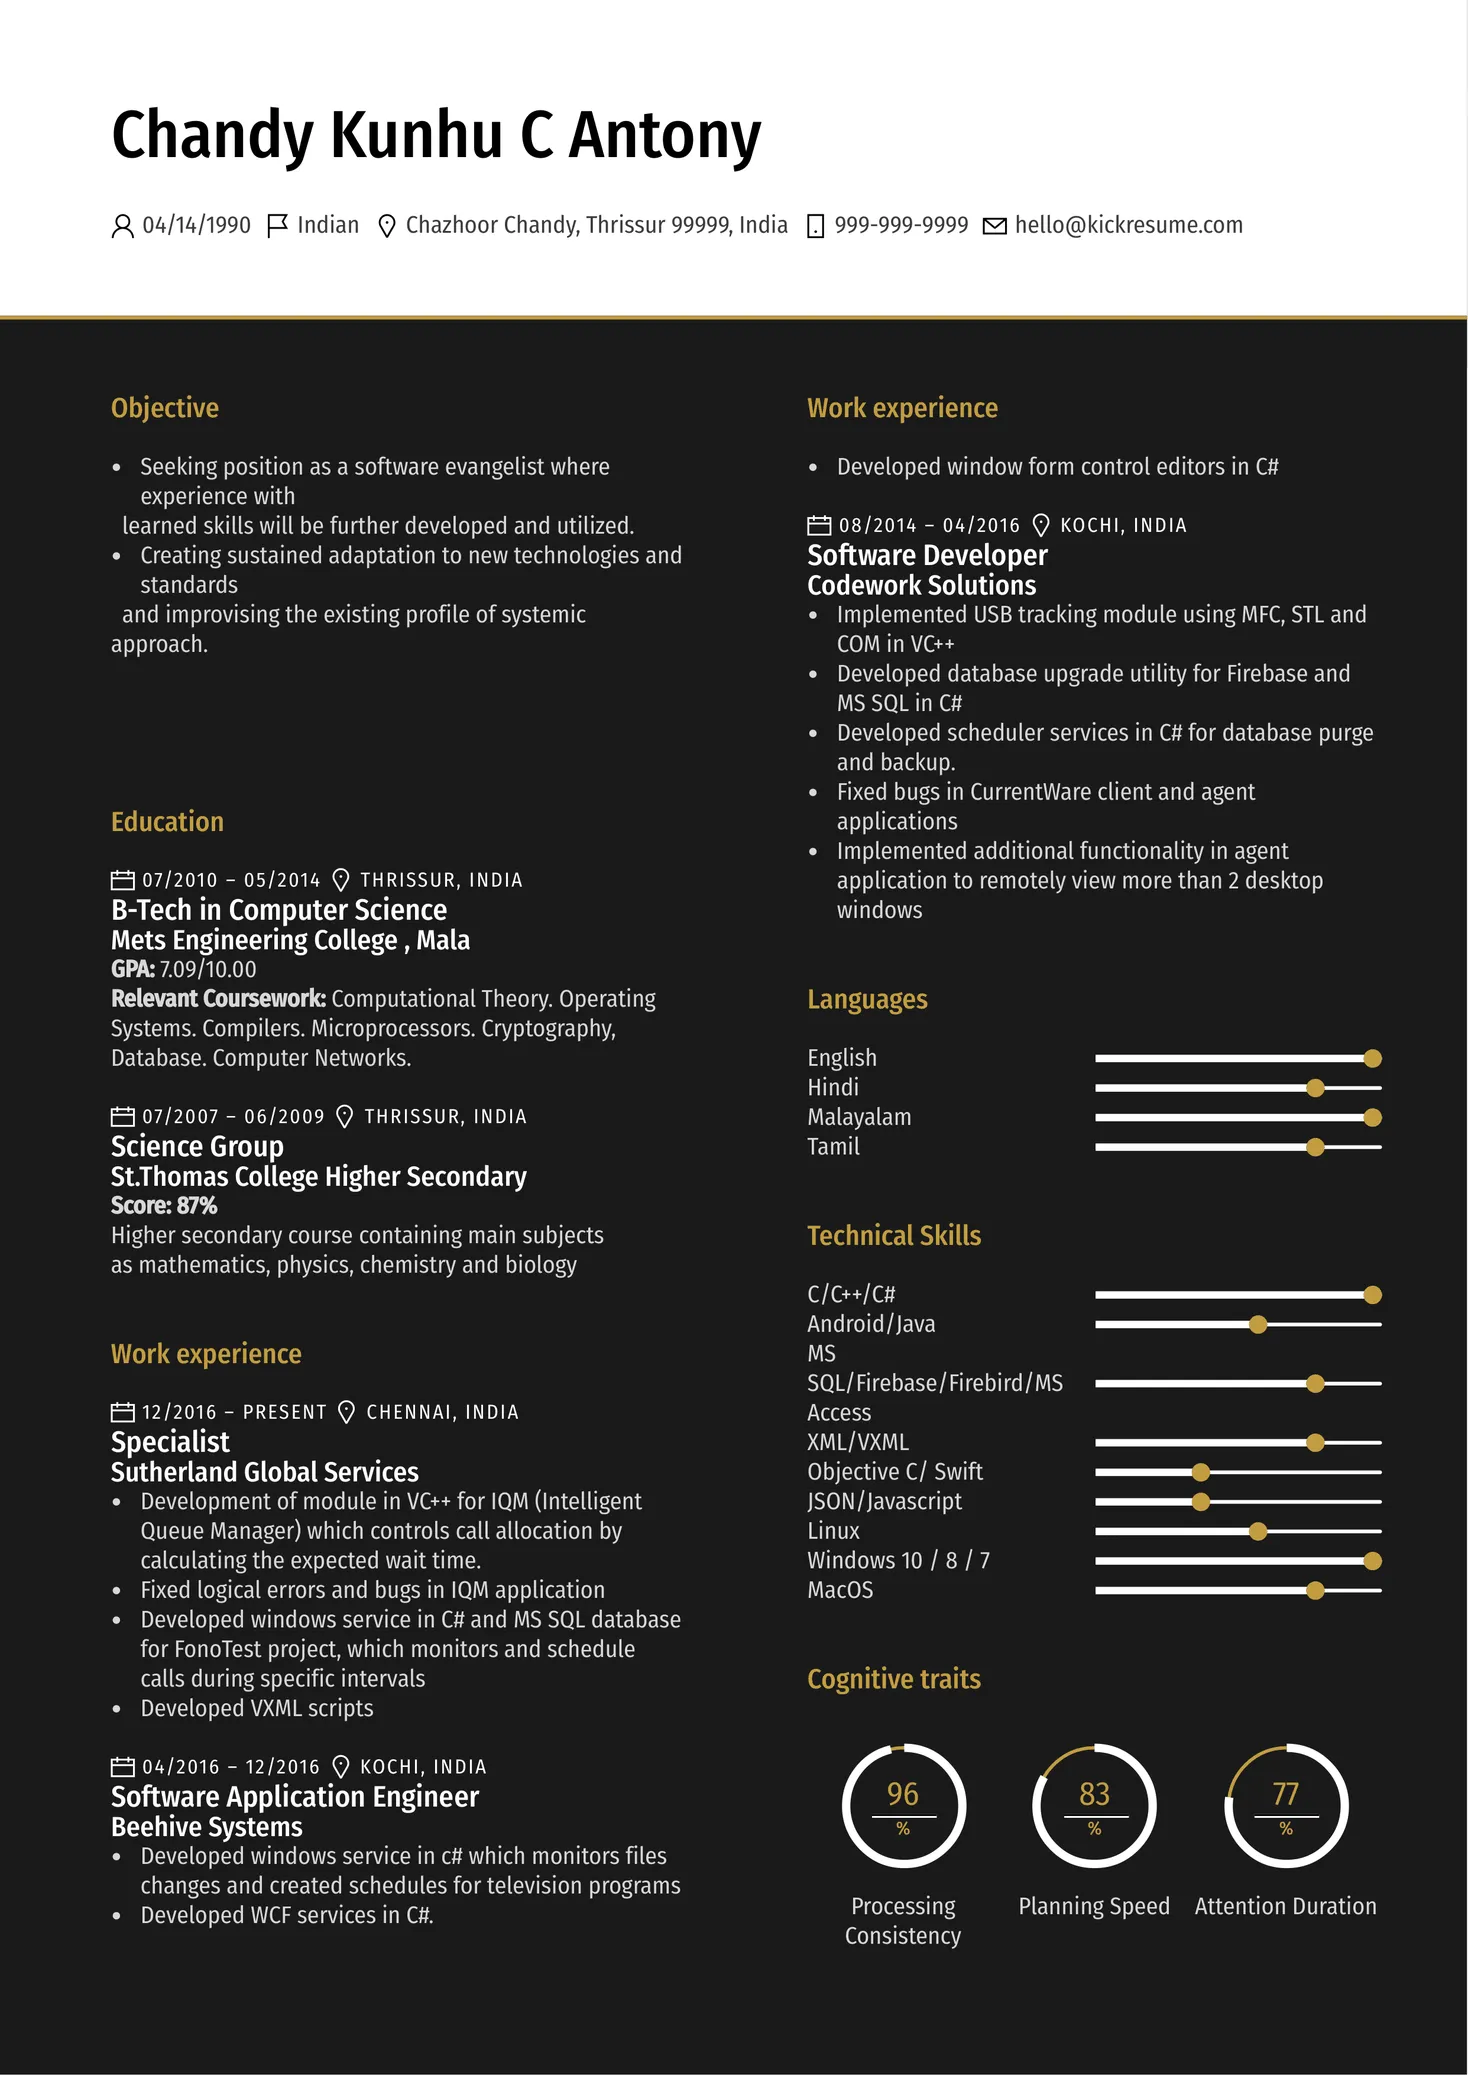 Chandy Kunhu C Antony
04/14/1990 Indian Chazhoor Chandy, Thrissur 99999, India 999-999-9999 hello@kickresume.com
Objective
• Seeking position as a software evangelist where
experience with
learned skills will be further developed and utilized.
• Creating sustained adaptation to new technologies and
standards
and improvising the existing profile of systemic
approach.
Education
07/2010 – 05/2014 THRISSUR, INDIA
B-Tech in Computer Science
Mets Engineering College , Mala
GPA: 7.09/10.00
Relevant Coursework: Computational Theory. Operating
Systems. Compilers. Microprocessors. Cryptography,
Database. Computer Networks.
07/2007 – 06/2009 THRISSUR, INDIA
Science Group
St.Thomas College Higher Secondary
Score: 87%
Higher secondary course containing main subjects
as mathematics, physics, chemistry and biology
Work experience
12/2016 – PRESENT CHENNAI, INDIA
Specialist
Sutherland Global Services
• Development of module in VC++ for IQM (Intelligent
Queue Manager) which controls call allocation by
calculating the expected wait time.
• Fixed logical errors and bugs in IQM application
• Developed windows service in C# and MS SQL database
for FonoTest project, which monitors and schedule
calls during specific intervals
• Developed VXML scripts
04/2016 – 12/2016 KOCHI, INDIA
Software Application Engineer
Beehive Systems
• Developed windows service in c# which monitors files
changes and created schedules for television programs
• Developed WCF services in C#.
Work experience
• Developed window form control editors in C#
08/2014 – 04/2016 KOCHI, INDIA
Software Developer
Codework Solutions
• Implemented USB tracking module using MFC, STL and
COM in VC++
• Developed database upgrade utility for Firebase and
MS SQL in C#
• Developed scheduler services in C# for database purge
and backup.
• Fixed bugs in CurrentWare client and agent
applications
• Implemented additional functionality in agent
application to remotely view more than 2 desktop
windows
Languages
English
Hindi
Malayalam
Tamil
Technical Skills
C/C++/C#
Android/Java
MS
SQL/Firebase/Firebird/MS
Access
XML/VXML
Objective C/ Swift
JSON/Javascript
Linux
Windows 10 / 8 / 7
MacOS
Cognitive traits
96 83 77
% % %
Processing Planning Speed Attention Duration
Consistency